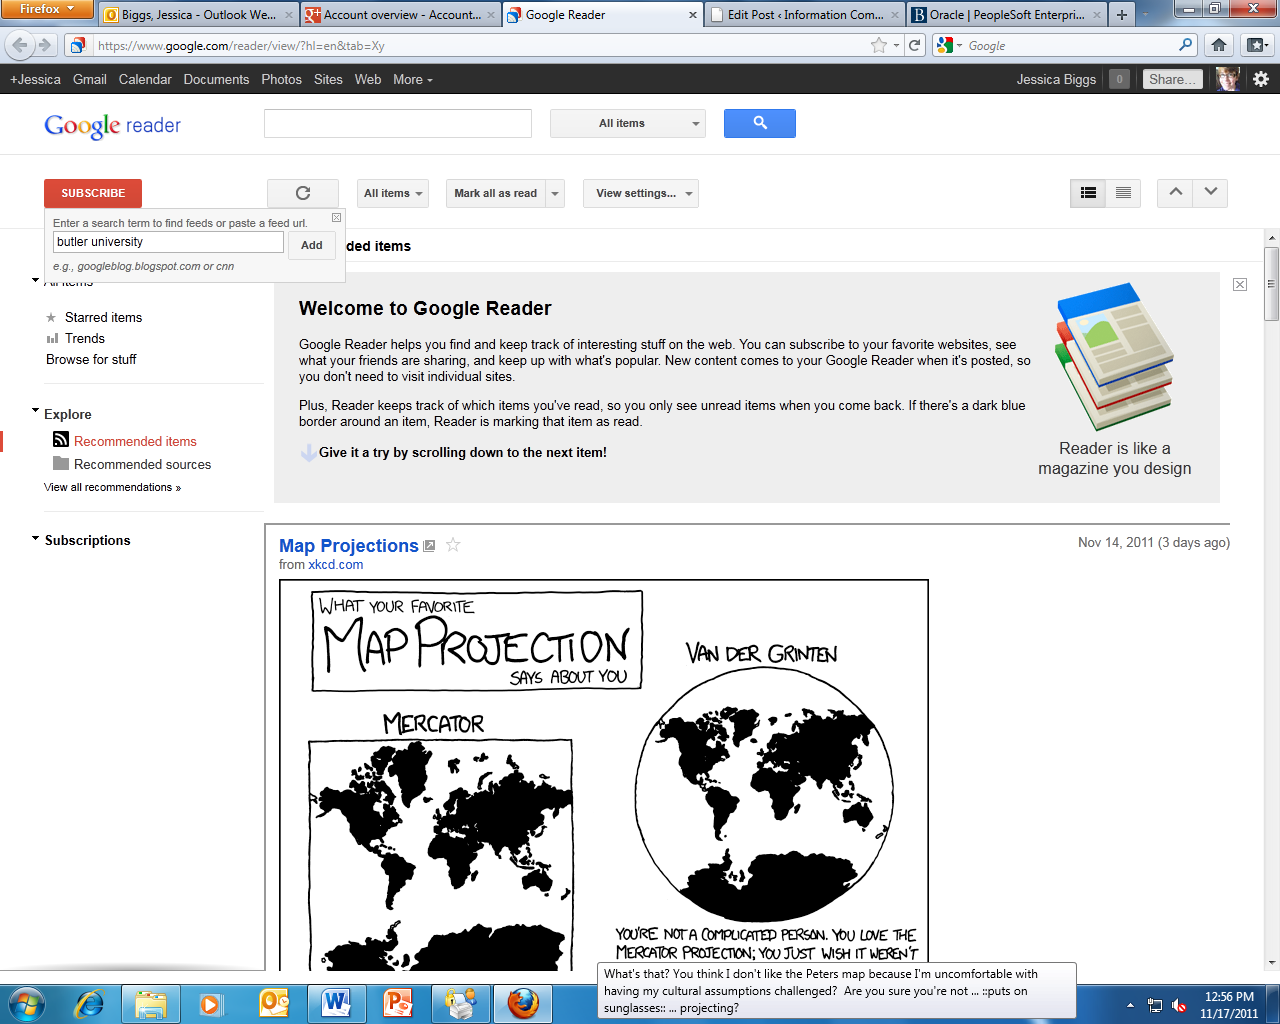 Firefox
Biggs, Jessica - Outlook We...
Account overview - Account...
Google Reader
Edit Post ‹ Information Com...
Oracle | PeopleSoft Enterpri...
https://www.google.com/reader/view/?hl=en&tab=Xy
Google
+Jessica Gmail Calendar Documents Photos Sites Web More
Jessica Biggs 0 Share...
Google reader
All items
SUBSCRIBE
All items
Mark all as read
View settings...
Enter a search term to find feeds or paste a feed url.
butler university
Add
e.g., googleblog.blogspot.com or cnn
ded items
All items
Starred items
Trends
Browse for stuff
Explore
Recommended items
Recommended sources
View all recommendations »
Subscriptions
Welcome to Google Reader
Google Reader helps you find and keep track of interesting stuff on the web. You can subscribe to your favorite websites, see
what your friends are sharing, and keep up with what's popular. New content comes to your Google Reader when it's posted, so
you don't need to visit individual sites.
Plus, Reader keeps track of which items you've read, so you only see unread items when you come back. If there's a dark blue
border around an item, Reader is marking that item as read.
Give it a try by scrolling down to the next item!
Reader is like a
magazine you design
Map Projections
Nov 14, 2011 (3 days ago)
from xkcd.com
WHAT YOUR FAVORITE
MAP PROJECTION
SAYS ABOUT YOU
MERCATOR
VAN DER GRINTEN
YOU'RE NOT A COMPLICATED PERSON. YOU LOVE THE
MERCATOR PROJECTION; YOU JUST WISH IT WEREN'T
What's that? You think I don't like the Peters map because I'm uncomfortable with
having my cultural assumptions challenged? Are you sure you're not ... ::puts on
sunglasses:: ... projecting?
12:56 PM
11/17/2011